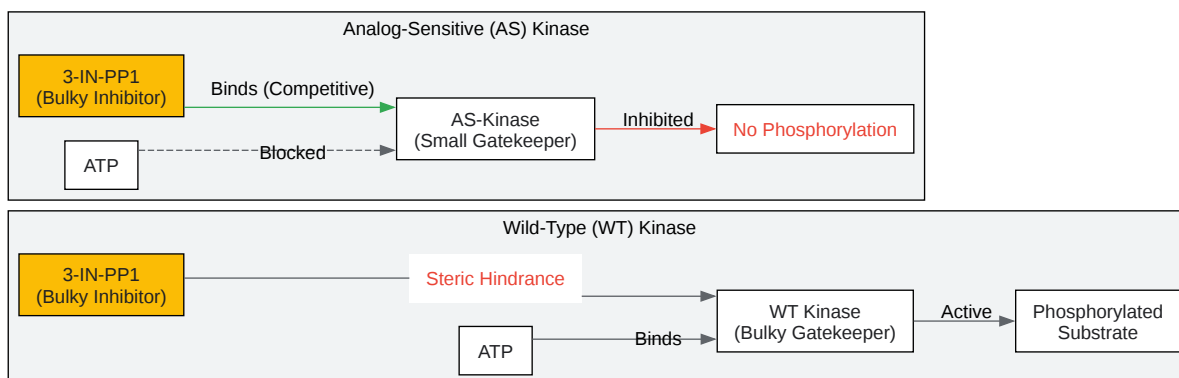 Analog-Sensitive (AS) Kinase
3-IN-PP1
(Bulky Inhibitor)
Binds (Competitive)
ATP
Blocked
AS-Kinase
(Small Gatekeeper)
Inhibited
No Phosphorylation
Wild-Type (WT) Kinase
3-IN-PP1
(Bulky Inhibitor)
Steric Hindrance
ATP
Binds
WT Kinase
(Bulky Gatekeeper)
Active
Phosphorylated
Substrate